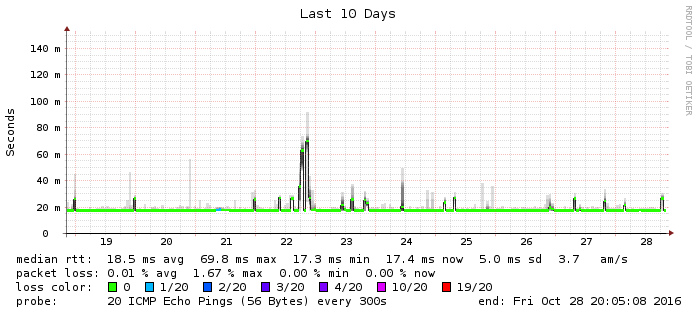 Last 10 Days
RRDTOOL / TOBI OETIKER
Seconds
140 m
120 m
100 m
80 m
60 m
40 m
20 m
0
19 20 21 22 23 24 25 26 27 28
median rtt: 18.5 ms avg 69.8 ms max 17.3 ms min 17.4 ms now 5.0 ms sd 3.7 am/s
packet loss: 0.01 % avg 1.67 % max 0.00 % min 0.00 % now
loss color: 0 1/20 2/20 3/20 4/20 10/20 19/20
probe: 20 ICMP Echo Pings (56 Bytes) every 300s end: Fri Oct 28 20:05:08 2016